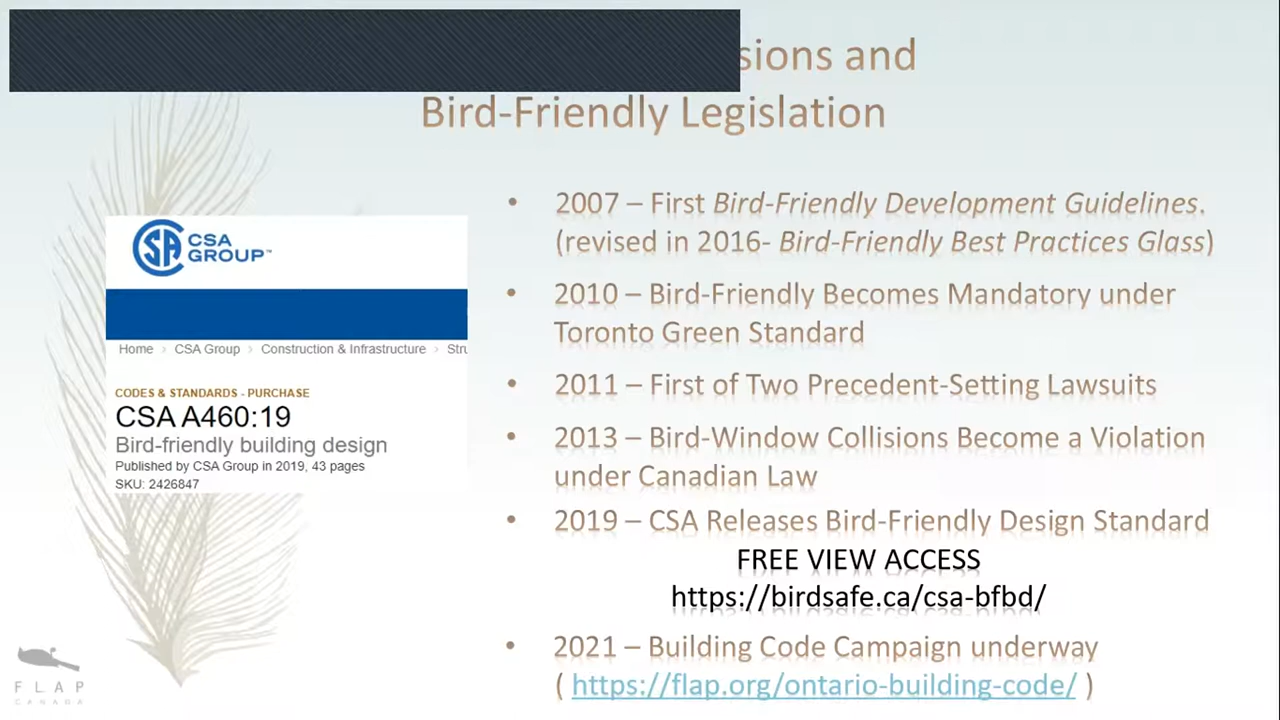 sions and
Bird-Friendly Legislation
CSA
GROUP™
Home > CSA Group > Construction & Infrastructure > Stru
CODES & STANDARDS - PURCHASE
CSA A460:19
Bird-friendly building design
Published by CSA Group in 2019, 43 pages
SKU: 2426847
• 2007 – First Bird-Friendly Development Guidelines.
(revised in 2016- Bird-Friendly Best Practices Glass)
• 2010 – Bird-Friendly Becomes Mandatory under
Toronto Green Standard
• 2011 – First of Two Precedent-Setting Lawsuits
• 2013 – Bird-Window Collisions Become a Violation
under Canadian Law
• 2019 – CSA Releases Bird-Friendly Design Standard
FREE VIEW ACCESS
https://birdsafe.ca/csa-bfbd/
• 2021 – Building Code Campaign underway
( https://flap.org/ontario-building-code/ )
FLAP
CANADA